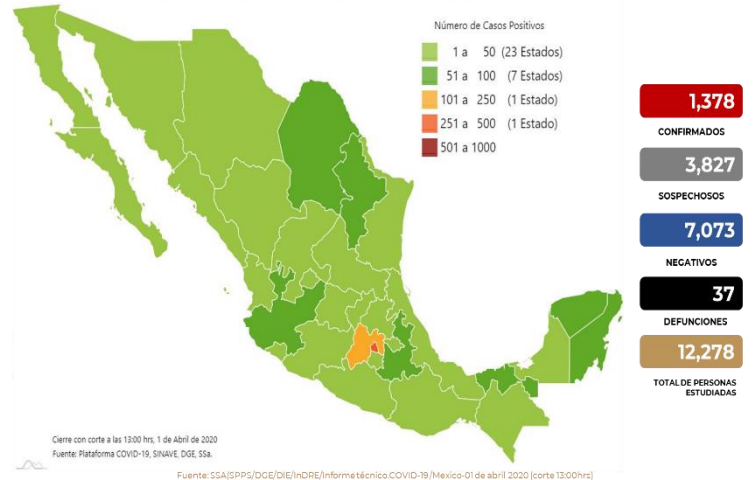 Número de Casos Positivos
1 a 50 (23 Estados)
51 a 100 (7 Estados)
101 a 250 (1 Estado)
251 a 500 (1 Estado)
501 a 1000
1,378
CONFIRMADOS
3,827
SOSPECHOSOS
7,073
NEGATIVOS
37
DEFUNCIONES
12,278
TOTAL DE PERSONAS
ESTUDIADAS
Cierre con corte a las 13:00 hrs, 1 de Abril de 2020
Fuente: Plataforma COVID-19, SINAVE, DGE, SSa.
Fuente: SSA(SPPS/DGE/DIE/InDRE/Informe técnico.COVID-19/Mexico-01 de abril 2020 (corte 13:00hrs)